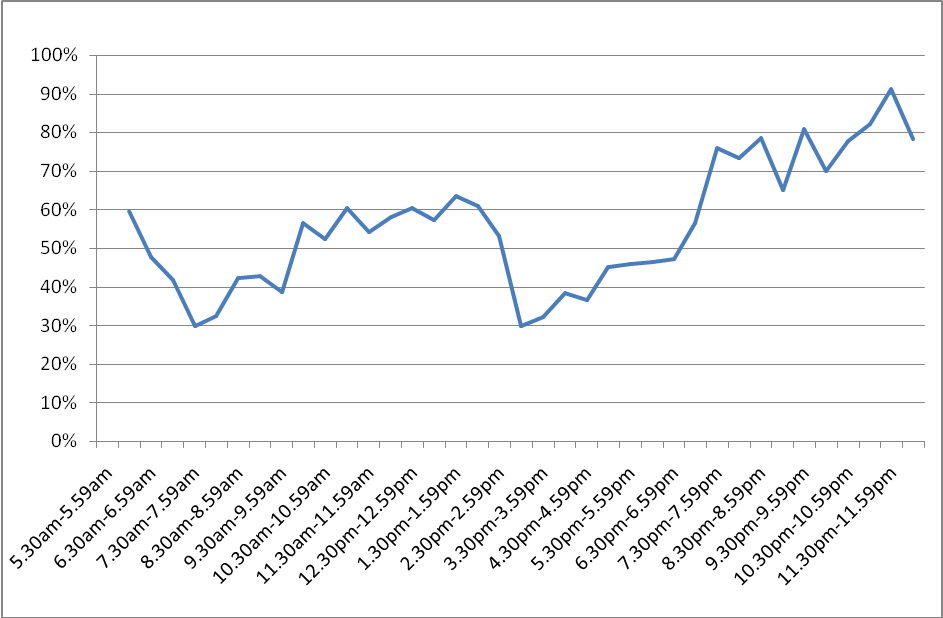 100%
90%
80%
70%
60%
50%
40%
30%
20%
10%
0%
5.30am-5.59am
6.30am-6.59am
7.30am-7.59am
8.30am-8.59am
9.30am-9.59am
10.30am-10.59am
11.30am-11.59am
12.30pm-12.59pm
1.30pm-1.59pm
2.30pm-2.59pm
3.30pm-3.59pm
4.30pm-4.59pm
5.30pm-5.59pm
6.30pm-6.59pm
7.30pm-7.59pm
8.30pm-8.59pm
9.30pm-9.59pm
10.30pm-10.59pm
11.30pm-11.59pm